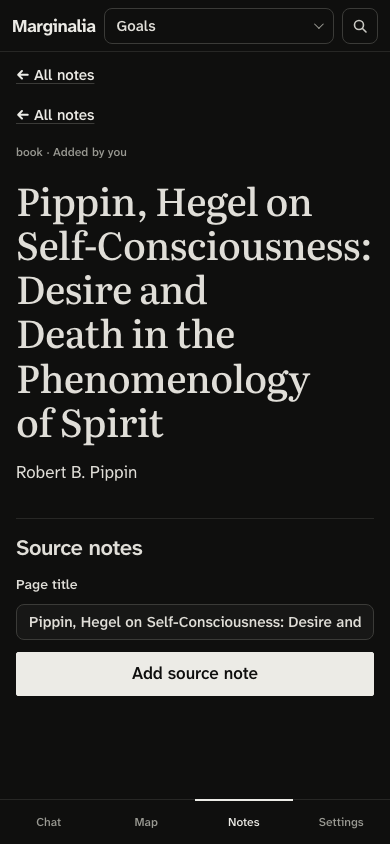 Marginalia
Goals
← All notes
← All notes
book · Added by you
Pippin, Hegel on
Self-Consciousness:
Desire and
Death in the
Phenomenology
of Spirit
Robert B. Pippin
Source notes
Page title
Pippin, Hegel on Self-Consciousness: Desire and
Add source note
Chat
Map
Notes
Settings